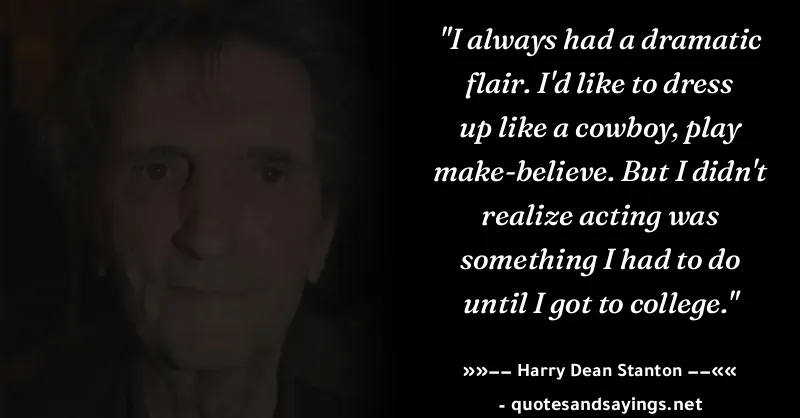 "I always had a dramatic
flair. I'd like to dress
up like a cowboy, play
make-believe. But I didn't
realize acting was
something I had to do
until I got to college."
»»–– Harry Dean Stanton ––««
- quotesandsayings.net